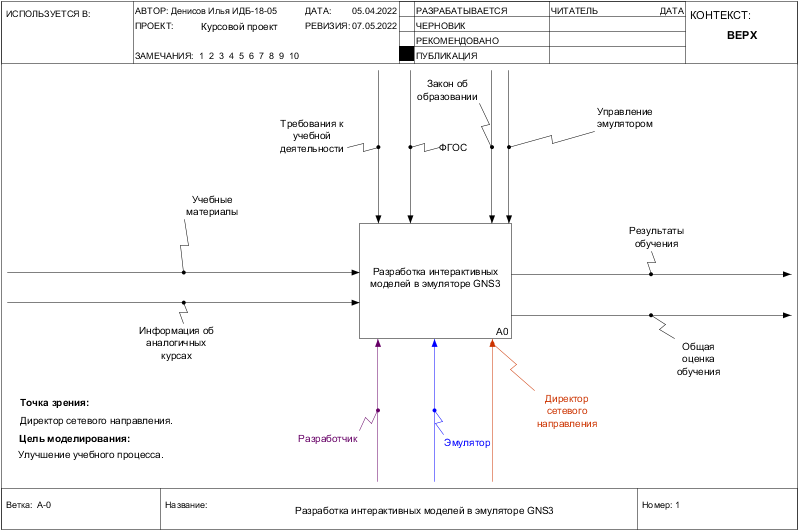 ИСПОЛЬЗУЕТСЯ В:
АВТОР: Денисов Илья ИДБ-18-05
ДАТА: 05.04.2022
ПРОЕКТ: Курсовой проект
РЕВИЗИЯ: 07.05.2022
ЗАМЕЧАНИЯ: 1 2 3 4 5 6 7 8 9 10
РАЗРАБАТЫВАЕТСЯ
ЧЕРНОВИК
РЕКОМЕНДОВАНО
ПУБЛИКАЦИЯ
ЧИТАТЕЛЬ
ДАТА
КОНТЕКСТ:
ВЕРХ
Закон об
образовании
Требования к
учебной
деятельности
ФГОС
Управление
эмулятором
Учебные
материалы
Результаты
обучения
Разработка интерактивных
моделей в эмуляторе GNS3
A0
Информация об
аналогичных
курсах
Общая
оценка
обучения
Точка зрения:
Директор сетевого направления.
Цель моделирования:
Улучшение учебного процесса.
Разработчик
Эмулятор
Директор
сетевого
направления
Ветка: A-0
Название:
Разработка интерактивных моделей в эмуляторе GNS3
Номер: 1